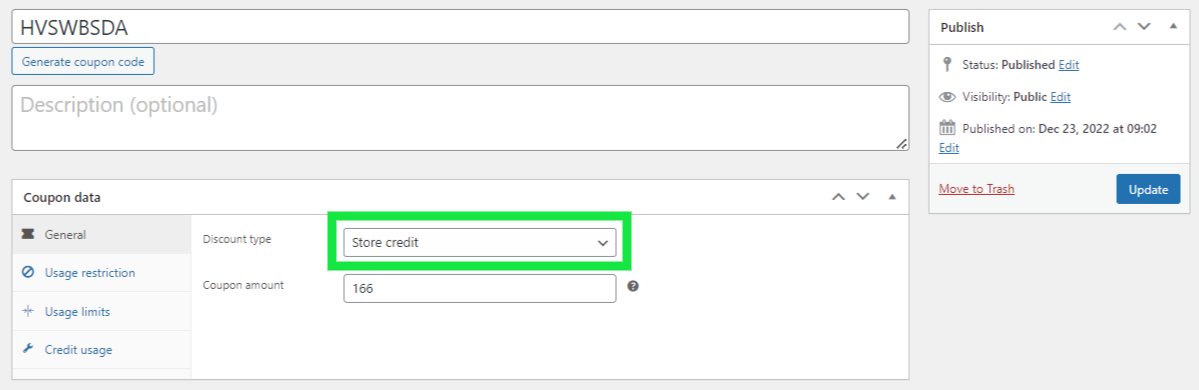 HVSWBSDA
Generate coupon code
Description (optional)
Coupon data
General
Usage restriction
Usage limits
Credit usage
Discount type
Store credit
Coupon amount
166
Publish
Status: Published Edit
Visibility: Public Edit
Published on: Dec 23, 2022 at 09:02
Edit
Move to Trash
Update